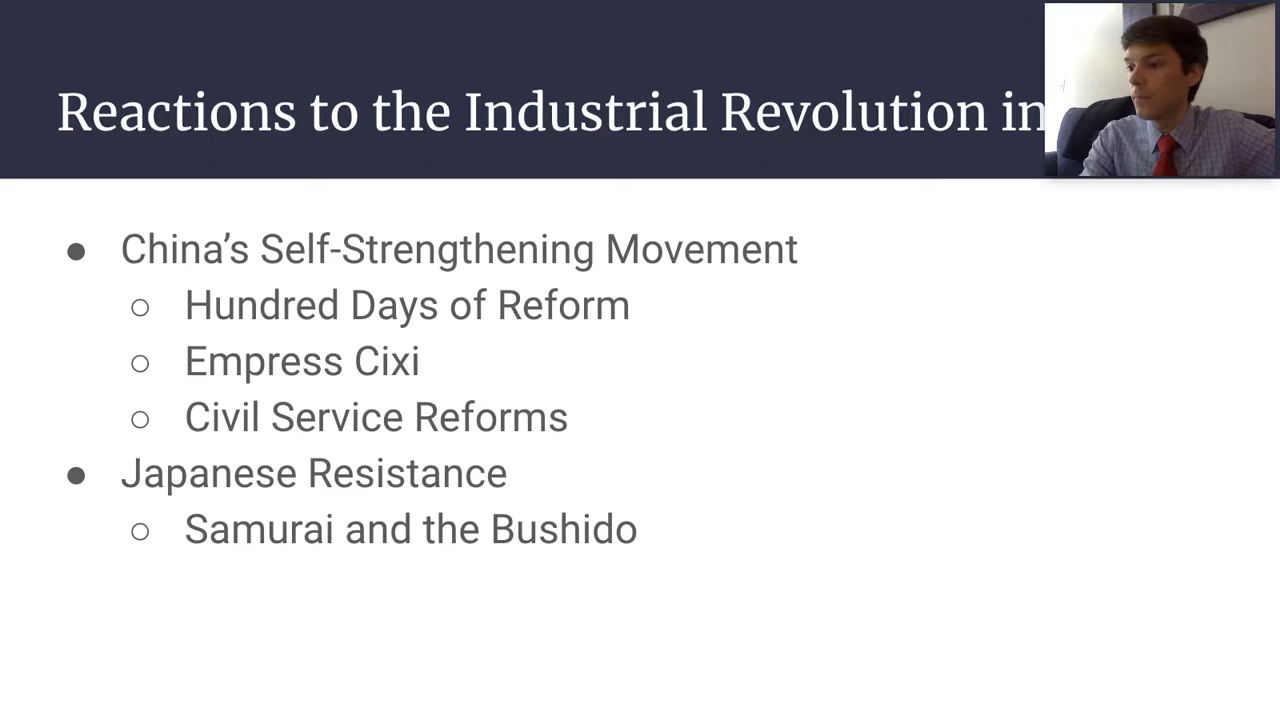 Reactions to the Industrial Revolution in
● China’s Self-Strengthening Movement
○ Hundred Days of Reform
○ Empress Cixi
○ Civil Service Reforms
● Japanese Resistance
○ Samurai and the Bushido